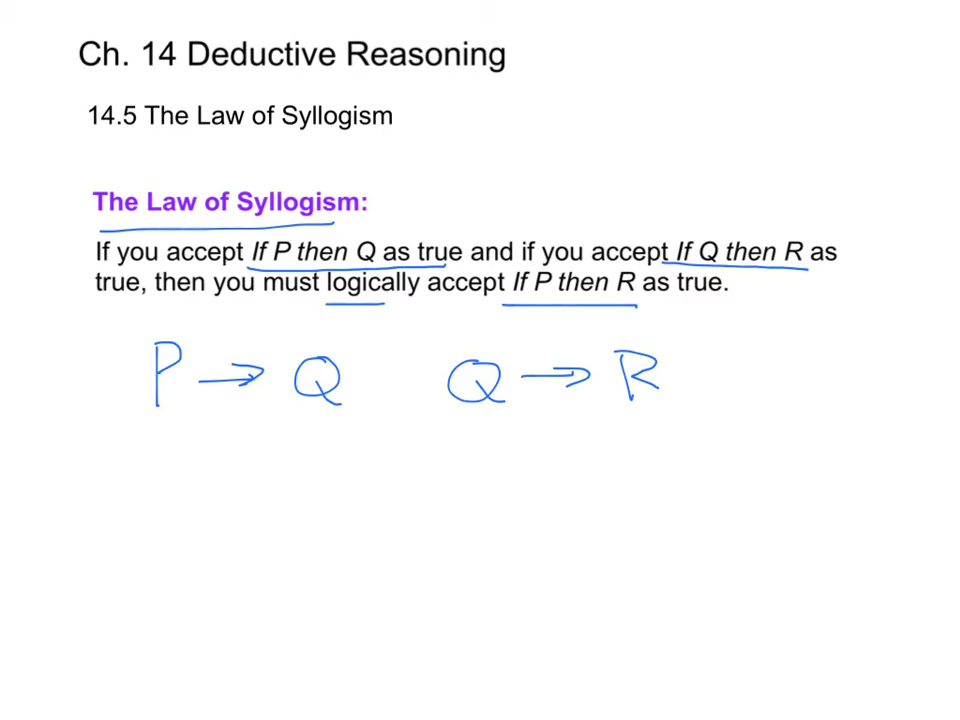 Ch. 14 Deductive Reasoning
14.5 The Law of Syllogism
The Law of Syllogism:
If you accept If P then Q as true and if you accept If Q then R as
true, then you must logically accept If P then R as true.
P → Q Q → R